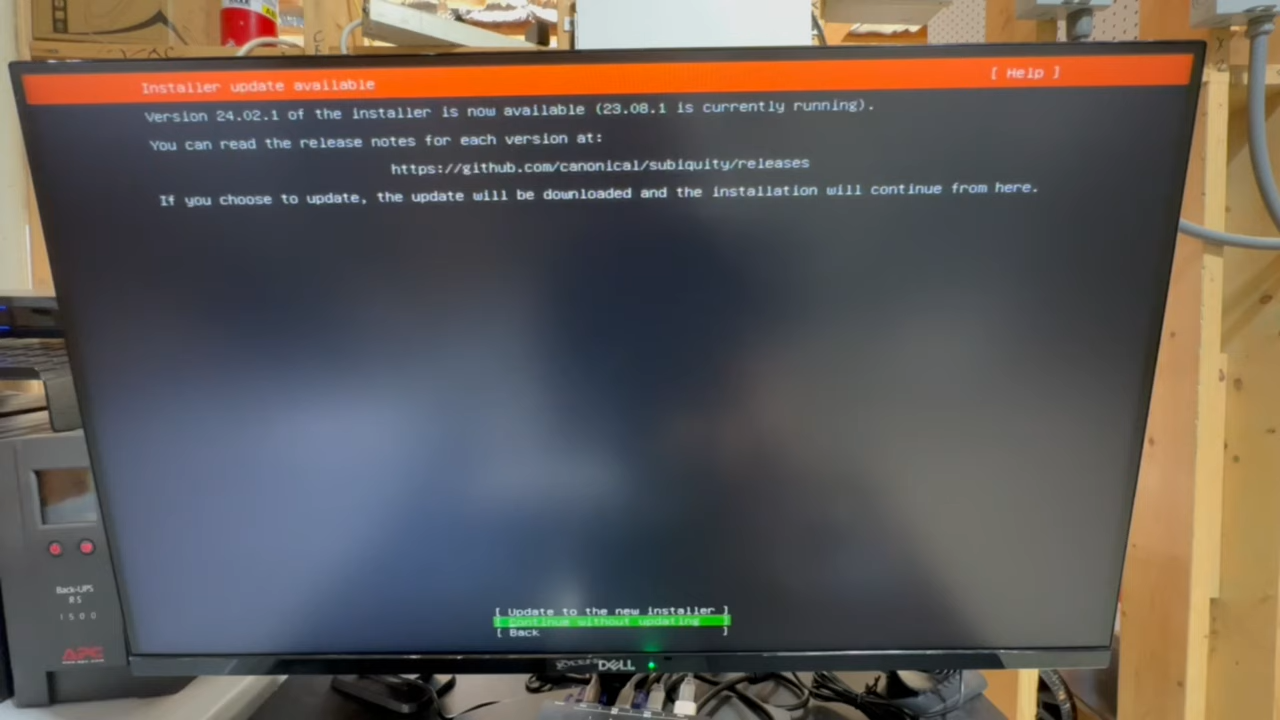 Installer update available
[ Help ]
Version 24.02.1 of the installer is now available (23.08.1 is currently running).
You can read the release notes for each version at:
https://github.com/canonical/subiquity/releases
If you choose to update, the update will be downloaded and the installation will continue from here.
[ Update to the new installer ]
[ Continue without updating ]
[ Back ]
DELL
Back-UPS
RS
1500
APC